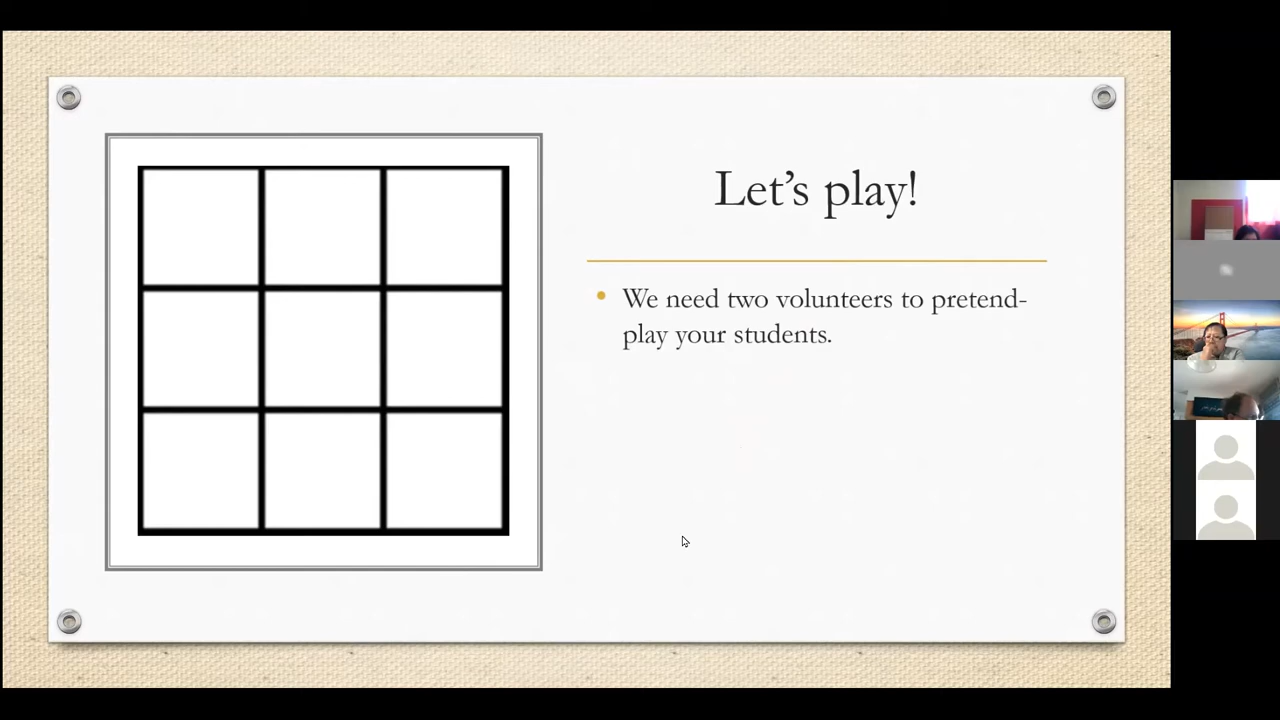 Let’s play!
We need two volunteers to pretend-
play your students.